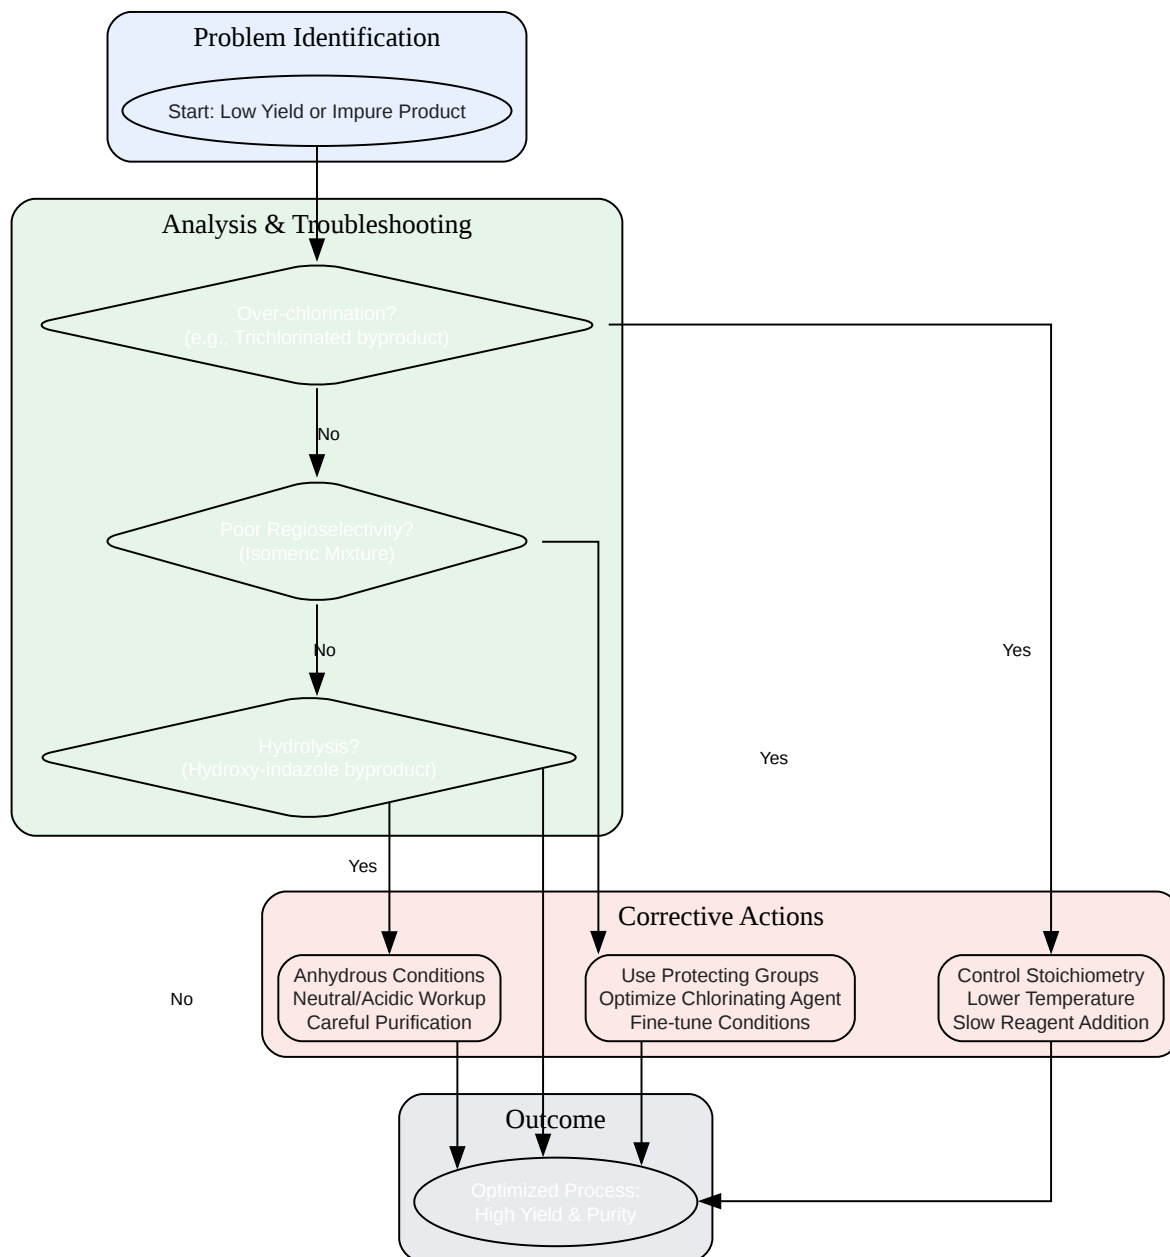 Problem Identification
Start: Low Yield or Impure Product
Analysis & Troubleshooting
Over-chlorination?
(e.g., Trichlorinated byproduct)
No
Poor Regioselectivity?
(Isomeric Mixture)
No
Yes
Hydrolysis?
(Hydroxy-indazole byproduct)
Yes
Yes
Corrective Actions
Anhydrous Conditions
Neutral/Acidic Workup
Careful Purification
Use Protecting Groups
Optimize Chlorinating Agent
Fine-tune Conditions
Control Stoichiometry
Lower Temperature
Slow Reagent Addition
No
Outcome
Optimized Process:
High Yield & Purity